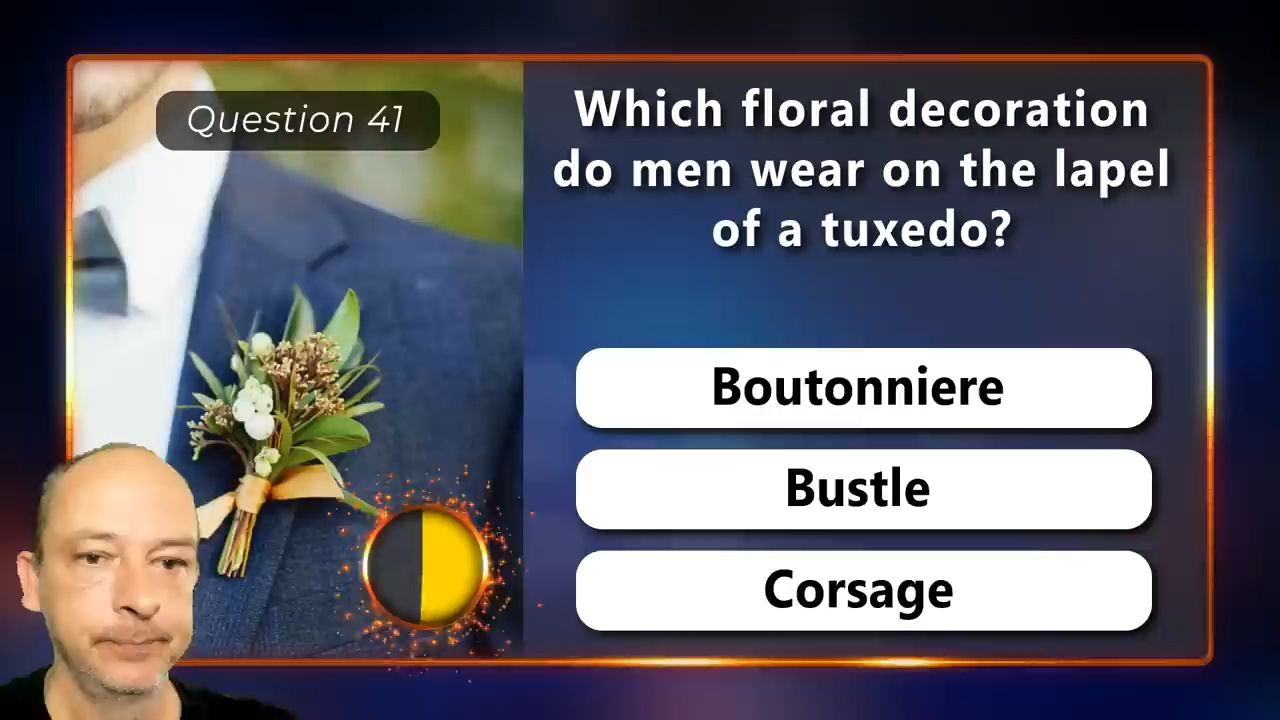 Question 41
Which floral decoration
do men wear on the lapel
of a tuxedo?
Boutonniere
Bustle
Corsage